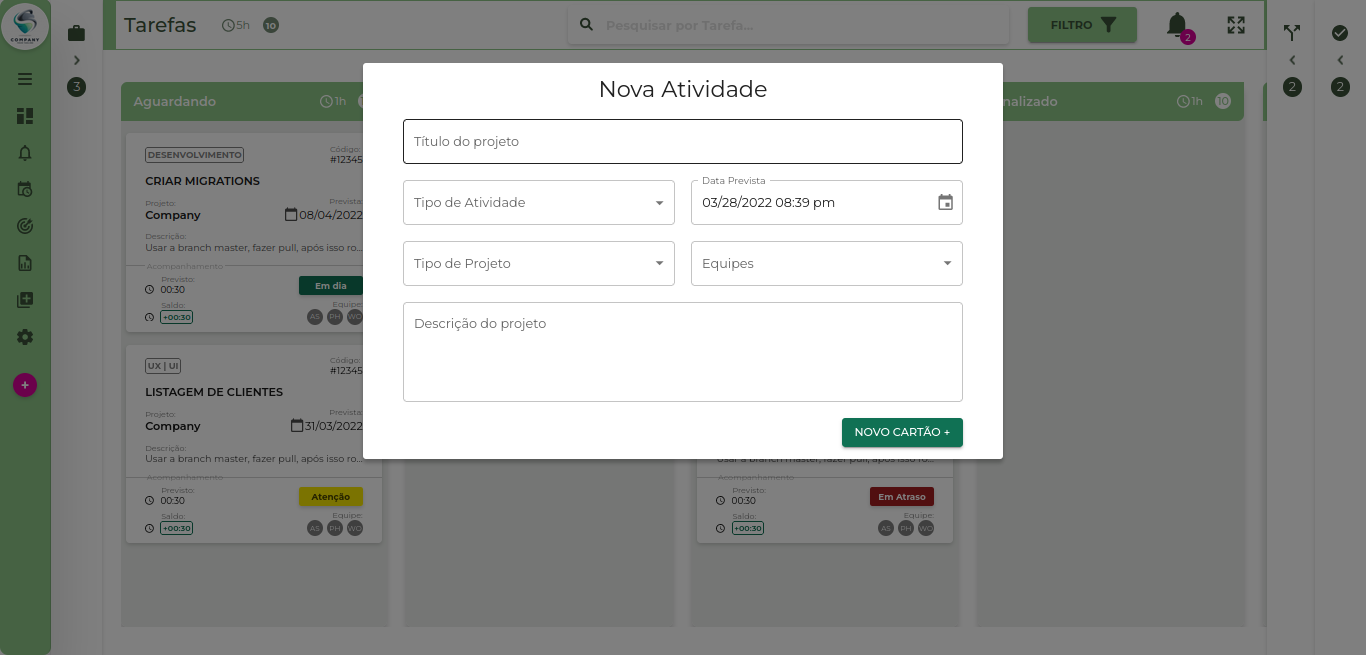 COMPANY
3
Tarefas
5h
10
Pesquisar por Tarefa...
FILTRO
2
2
2
Aguardando
1h
DESENVOLVIMENTO
Código:
#12345
CRIAR MIGRATIONS
Projeto:
Company
Prevista:
08/04/2022
Descrição:
Usar a branch master, fazer pull, após isso ro...
Acompanhamento
Previsto:
00:30
Em dia
Saldo:
+00:30
Equipe:
AS PH WO
UX | UI
Código:
#12345
LISTAGEM DE CLIENTES
Projeto:
Company
Prevista:
31/03/2022
Descrição:
Usar a branch master, fazer pull, após isso ro...
Acompanhamento
Previsto:
00:30
Atenção
Saldo:
+00:30
Equipe:
AS PH WO
Nova Atividade
Título do projeto
Tipo de Atividade
Data Prevista
03/28/2022 08:39 pm
Tipo de Projeto
Equipes
Descrição do projeto
NOVO CARTÃO +
Usar a branch master, fazer pull, após isso ro...
Acompanhamento
Previsto:
00:30
Em Atraso
Saldo:
+00:30
Equipe:
AS PH WO
nalizado
1h
10
+